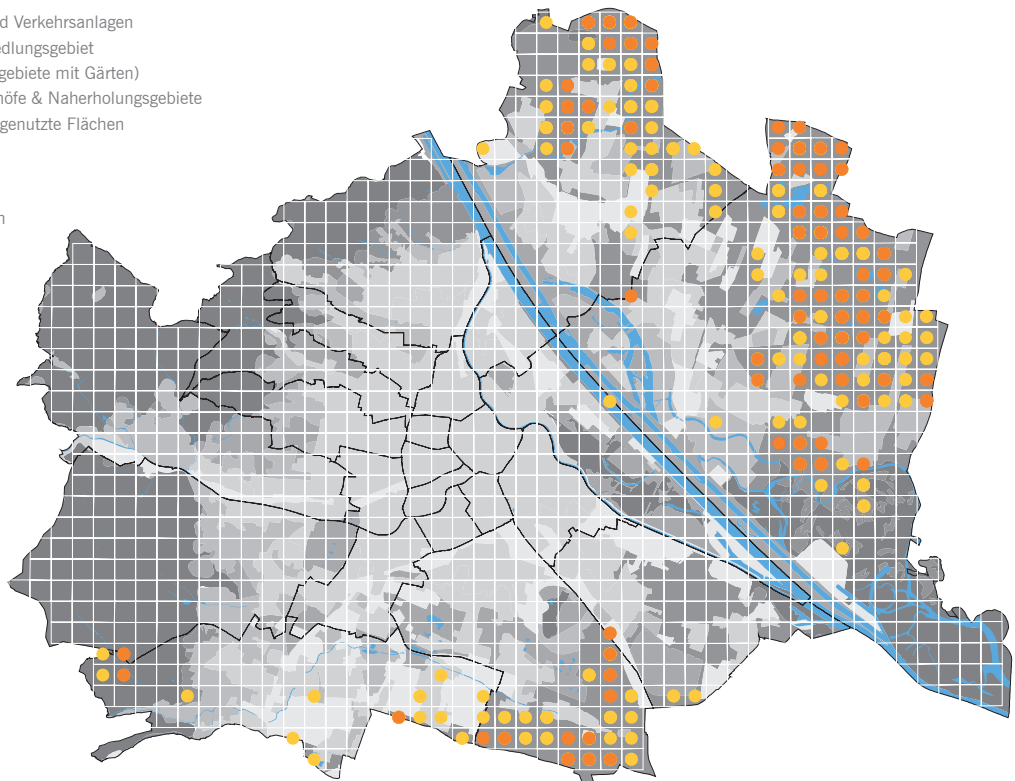 d Verkehrsanlagen
edlungsgebiet
gebiete mit Gärten)
höfe & Naherholungsgebiete
genutzte Flächen
n